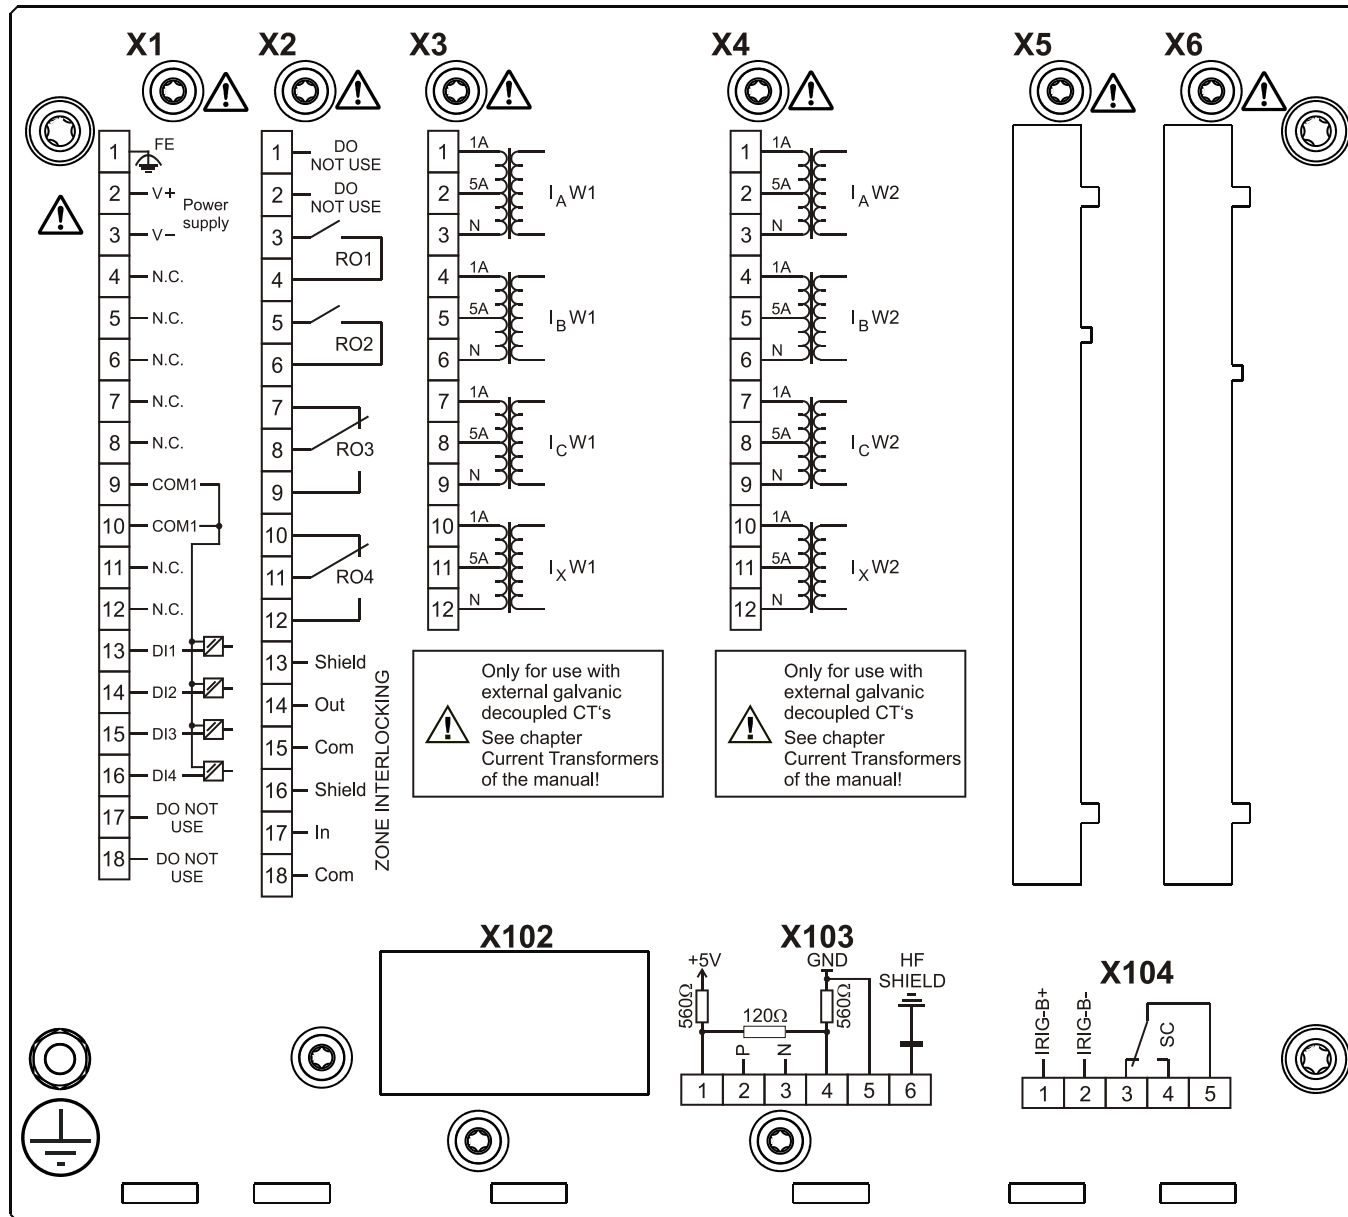 X1
X2
X3
X4
X5
X6
1 FE
2 V+
Power
supply
3 V–
4 N.C.
5 N.C.
6 N.C.
7 N.C.
8 N.C.
9 COM1
10 COM1
11 N.C.
12 N.C.
13 DI1
14 DI2
15 DI3
16 DI4
17 DO NOT
USE
18 DO NOT
USE
1 DO
NOT USE
2 DO
NOT USE
3
RO1
4
5
RO2
6
7
8 RO3
9
10
11 RO4
12
13 Shield
14 Out
15 Com
16 Shield
17 In
18 Com
ZONE INTERLOCKING
1 1A
2 5A IA W1
3 N
4 1A
5 5A IB W1
6 N
7 1A
8 5A IC W1
9 N
10 1A
11 5A IX W1
12 N
Only for use with
external galvanic
decoupled CT‘s
See chapter
Current Transformers
of the manual!
1 1A
2 5A IA W2
3 N
4 1A
5 5A IB W2
6 N
7 1A
8 5A IC W2
9 N
10 1A
11 5A IX W2
12 N
Only for use with
external galvanic
decoupled CT‘s
See chapter
Current Transformers
of the manual!
X102
X103
+5V GND HF
SHIELD
560Ω 120Ω 560Ω
P N
1 2 3 4 5 6
X104
IRIG-B+ IRIG-B- SC
1 2 3 4 5